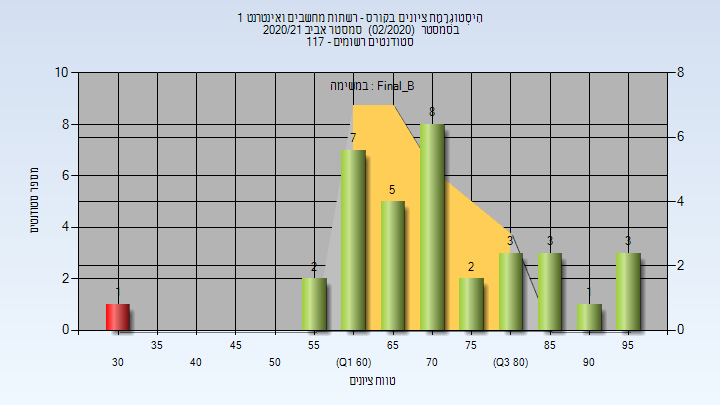 הִיסְטוֹגְרַמַּת ציונים בקורס - רשתות מחשבים ואינטרנט 1
בסמסטר (02/2020) סמסטר אביב 2020/21
סטודנטים רשומים - 117
במשימה : Final_B
10 8
8 6
6 4
4 2
2 0
0
1 2 7 5 8 2 3 3 1 3
35 45 55 65 75 85 95
30 40 50 (Q1 60) 70 (Q3 80) 90
מספר סטודנטים
טווח ציונים